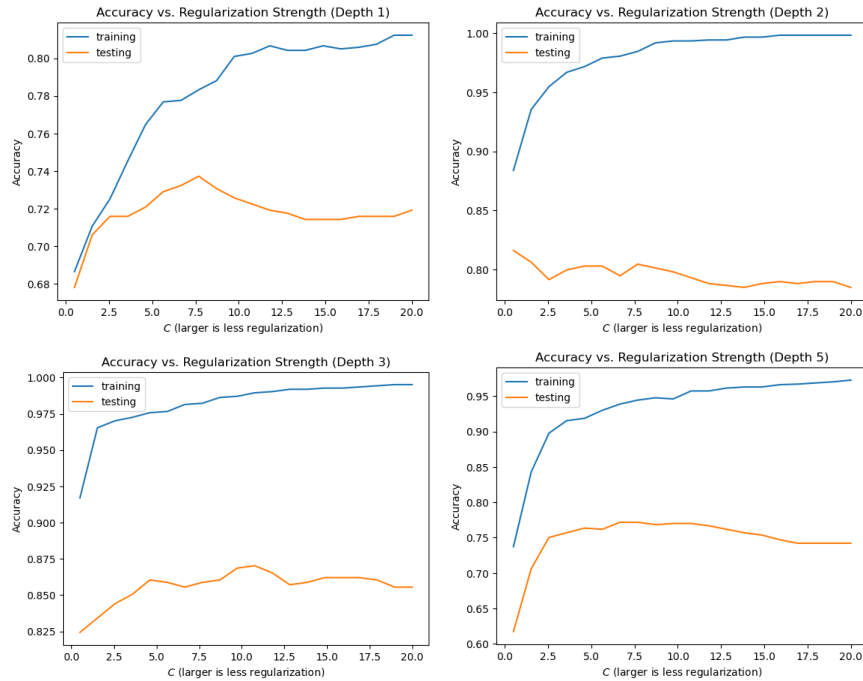 Accuracy vs. Regularization Strength (Depth 1)
training
testing
Accuracy
0.80
0.78
0.76
0.74
0.72
0.70
0.68
0.0 2.5 5.0 7.5 10.0 12.5 15.0 17.5 20.0
C (larger is less regularization)
Accuracy vs. Regularization Strength (Depth 2)
training
testing
Accuracy
1.00
0.95
0.90
0.85
0.80
0.0 2.5 5.0 7.5 10.0 12.5 15.0 17.5 20.0
C (larger is less regularization)
Accuracy vs. Regularization Strength (Depth 3)
training
testing
Accuracy
1.000
0.975
0.950
0.925
0.900
0.875
0.850
0.825
0.0 2.5 5.0 7.5 10.0 12.5 15.0 17.5 20.0
C (larger is less regularization)
Accuracy vs. Regularization Strength (Depth 5)
training
testing
Accuracy
0.95
0.90
0.85
0.80
0.75
0.70
0.65
0.60
0.0 2.5 5.0 7.5 10.0 12.5 15.0 17.5 20.0
C (larger is less regularization)